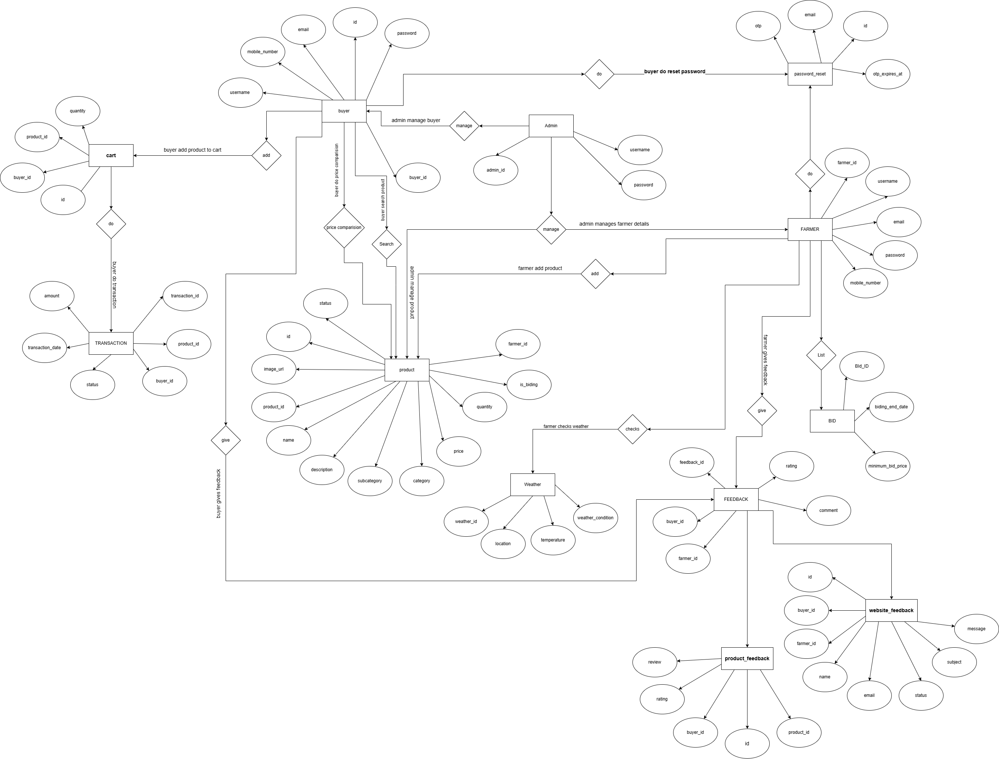 id
email
password
mobile_number
username
buyer
email
otp
id
password_reset
otp_expires_at
do
buyer do reset password
quantity
product_id
cart
buyer_id
id
buyer add product to cart
add
admin manage buyer
manage
Admin
username
admin_id
password
buyer_id
buyer do price comparision
buyer search product
price comparision
Search
do
farmer_id
username
email
FARMER
password
mobile_number
do
manage
admin manages farmer details
farmer add product
add
admin manage product
buyer do transaction
amount
transaction_id
TRANSACTION
product_id
transaction_date
status
buyer_id
status
id
farmer_id
image_url
product
is_biding
product_id
quantity
name
price
description
subcategory
category
farmer gives feedback
List
BId_ID
give
BID
biding_end_date
minimum_bid_price
give
buyer gives feedback
farmer checks weather
checks
Weather
weather_id
location
temperature
weather_condition
feedback_id
rating
FEEDBACK
comment
buyer_id
farmer_id
id
buyer_id
website_feedback
message
farmer_id
name
email
status
subject
product_feedback
review
rating
buyer_id
id
product_id